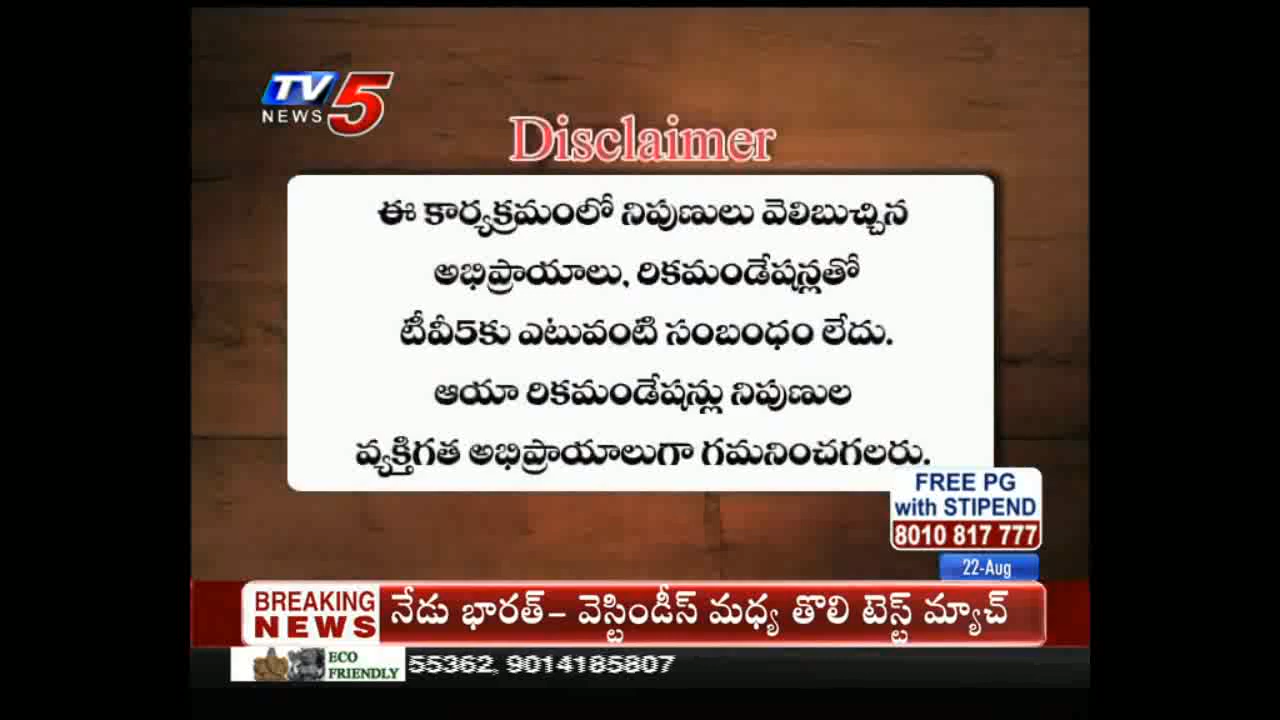 TV5
NEWS
Disclaimer
ఈ కార్యక్రమంలో నిపుణులు వెలిబుచ్చిన
అభిప్రాయాలు, రికమండేషన్లతో
టీవీ5కు ఎటువంటి సంబంధం లేదు.
ఆయా రికమండేషన్లు నిపుణుల
వ్యక్తిగత అభిప్రాయాలుగా గమనించగలరు.
FREE PG
with STIPEND
8010 817 777
22-Aug
BREAKING
NEWS
నేడు భారత్- వెస్టిండీస్ మధ్య తొలి టెస్ట్ మ్యాచ్
ECO
FRIENDLY
55362, 9014185807